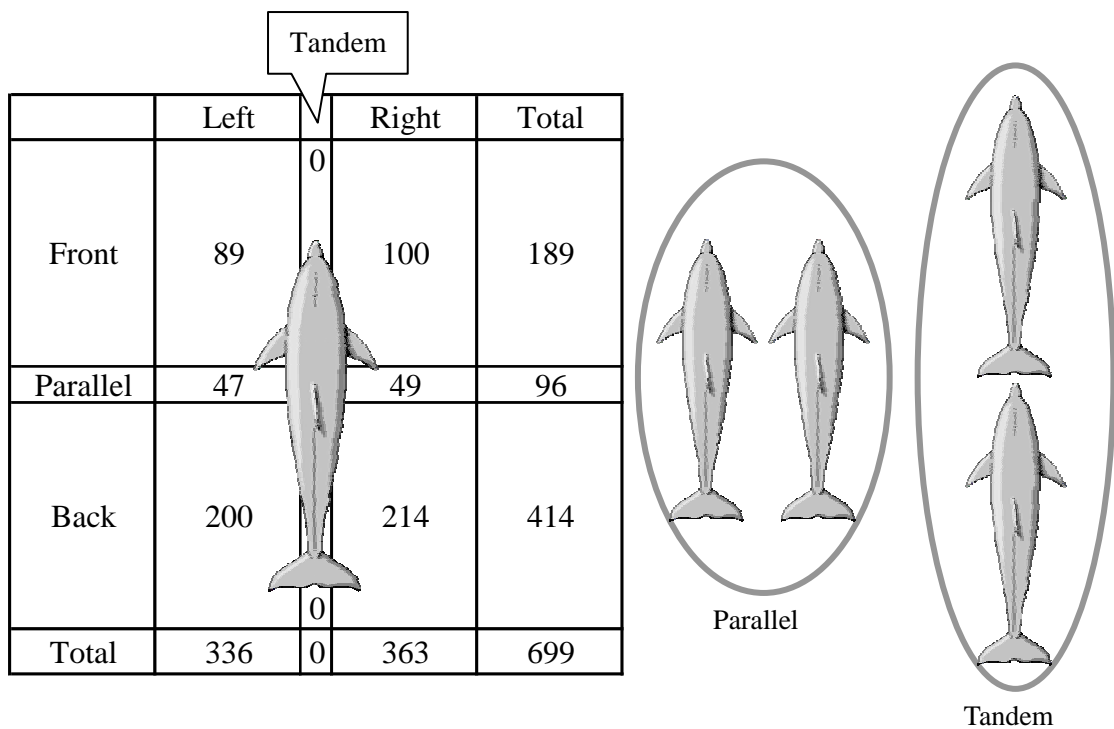 Tandem
Left Right Total
0
Front 89 100 189
Parallel 47 49 96
Back 200 214 414
0
Total 336 0 363 699
Parallel
Tandem